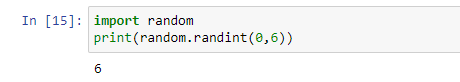 In [15]: import random
print(random.randint(0,6))
6